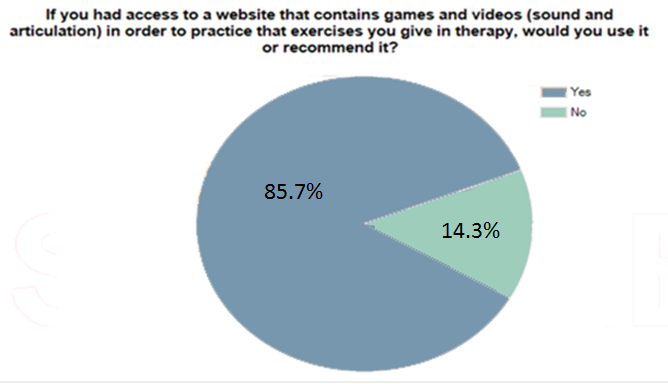 If you had access to a website that contains games and videos (sound and
articulation) in order to practice that exercises you give in therapy, would you use it
or recommend it?
Yes
No
85.7%
14.3%